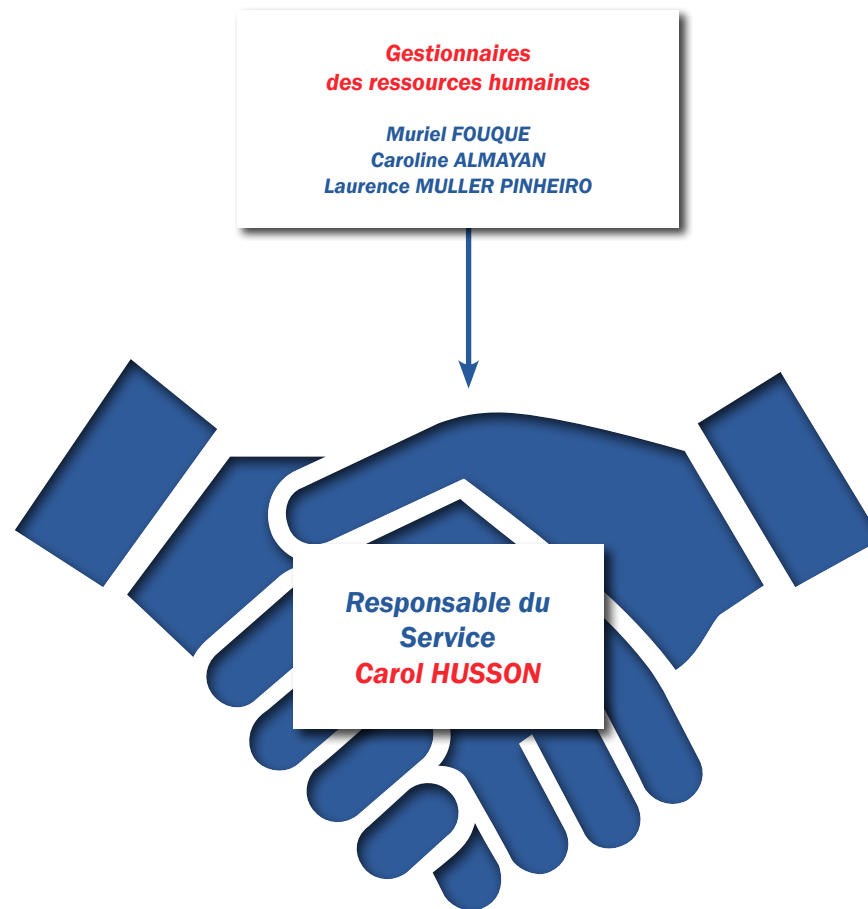 Gestionnaires
des ressources humaines
Muriel FOUQUE
Caroline ALMAYAN
Laurence MULLER PINHEIRO
Responsable du
Service
Carol HUSSON